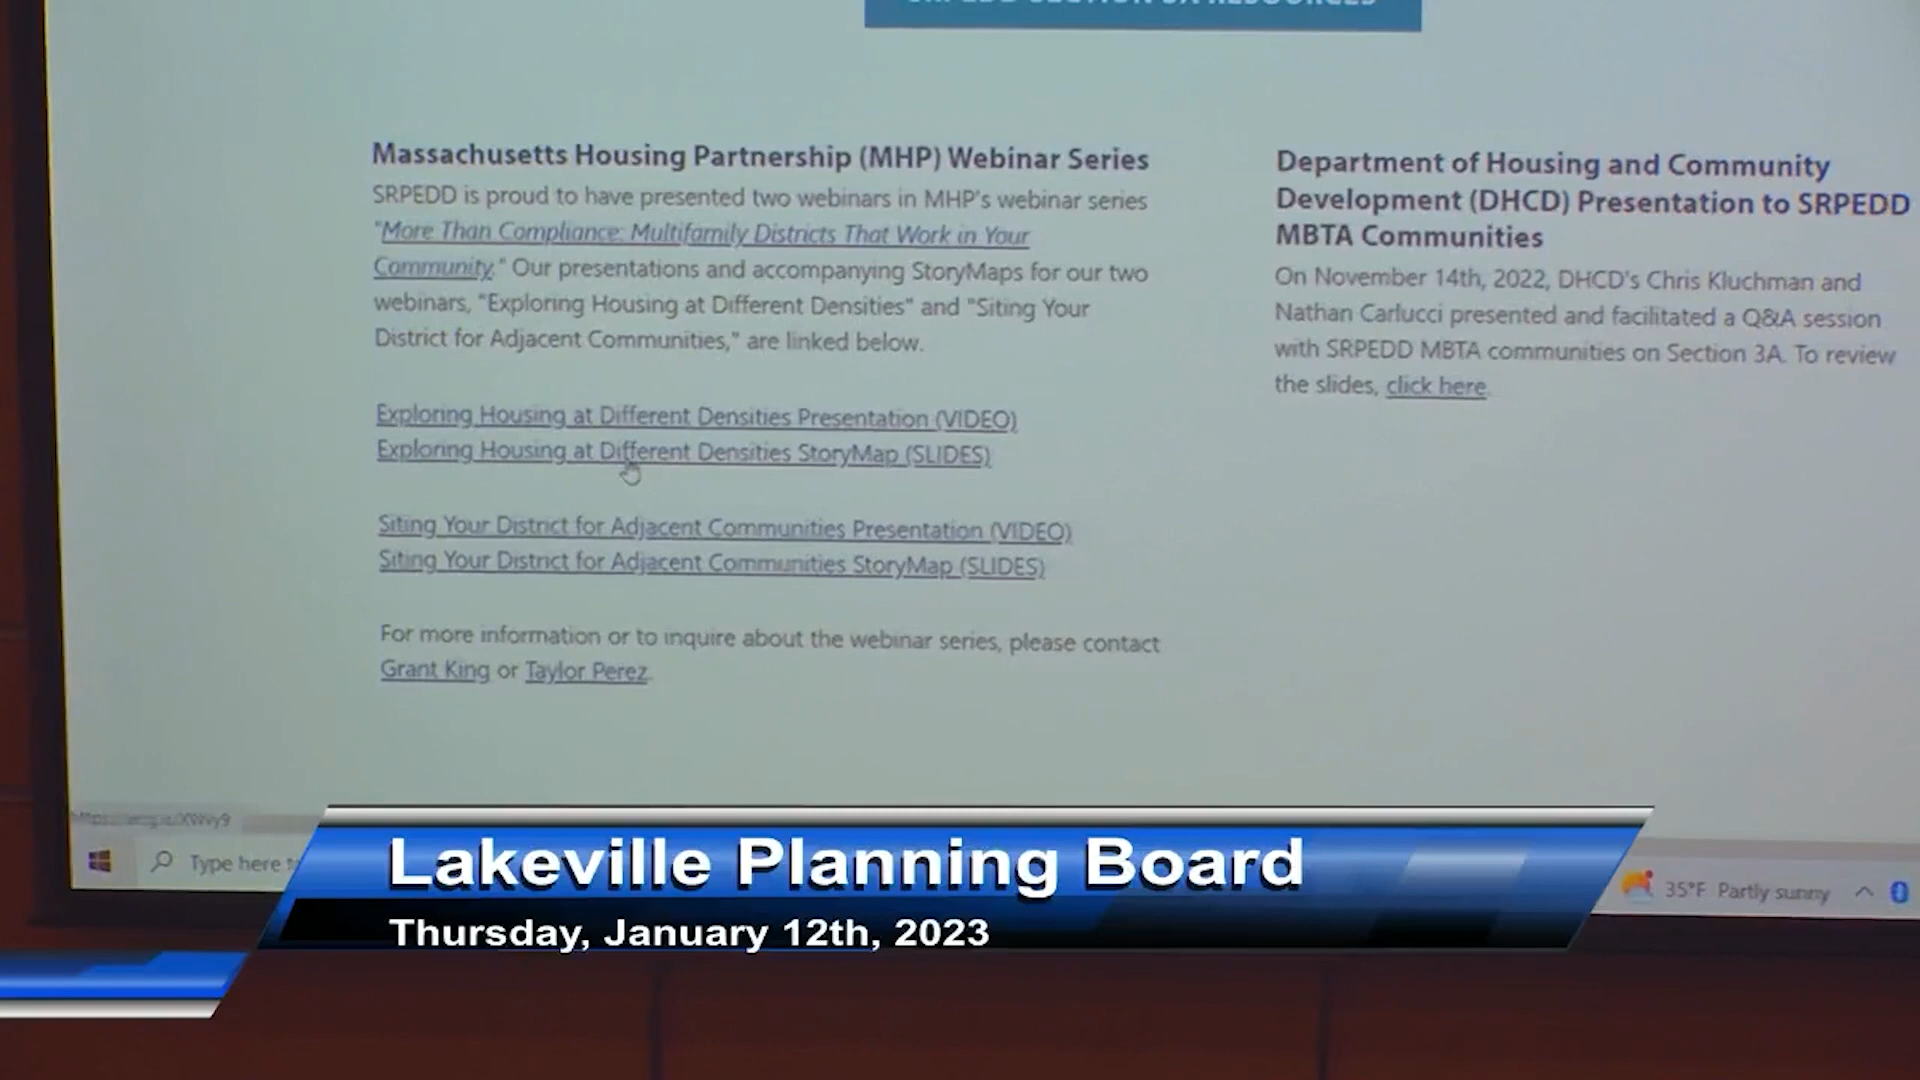 SRPEDD SECTION 3A RESOURCES
Massachusetts Housing Partnership (MHP) Webinar Series
SRPEDD is proud to have presented two webinars in MHP's webinar series
"More Than Compliance: Multifamily Districts That Work in Your
Community." Our presentations and accompanying StoryMaps for our two
webinars, "Exploring Housing at Different Densities" and "Siting Your
District for Adjacent Communities," are linked below.
Exploring Housing at Different Densities Presentation (VIDEO)
Exploring Housing at Different Densities StoryMap (SLIDES)
Siting Your District for Adjacent Communities Presentation (VIDEO)
Siting Your District for Adjacent Communities StoryMap (SLIDES)
For more information or to inquire about the webinar series, please contact
Grant King or Taylor Perez.
Department of Housing and Community
Development (DHCD) Presentation to SRPEDD
MBTA Communities
On November 14th, 2022, DHCD's Chris Kluchman and
Nathan Carlucci presented and facilitated a Q&A session
with SRPEDD MBTA communities on Section 3A. To review
the slides, click here.
Type here
35°F Partly sunny
Lakeville Planning Board
Thursday, January 12th, 2023